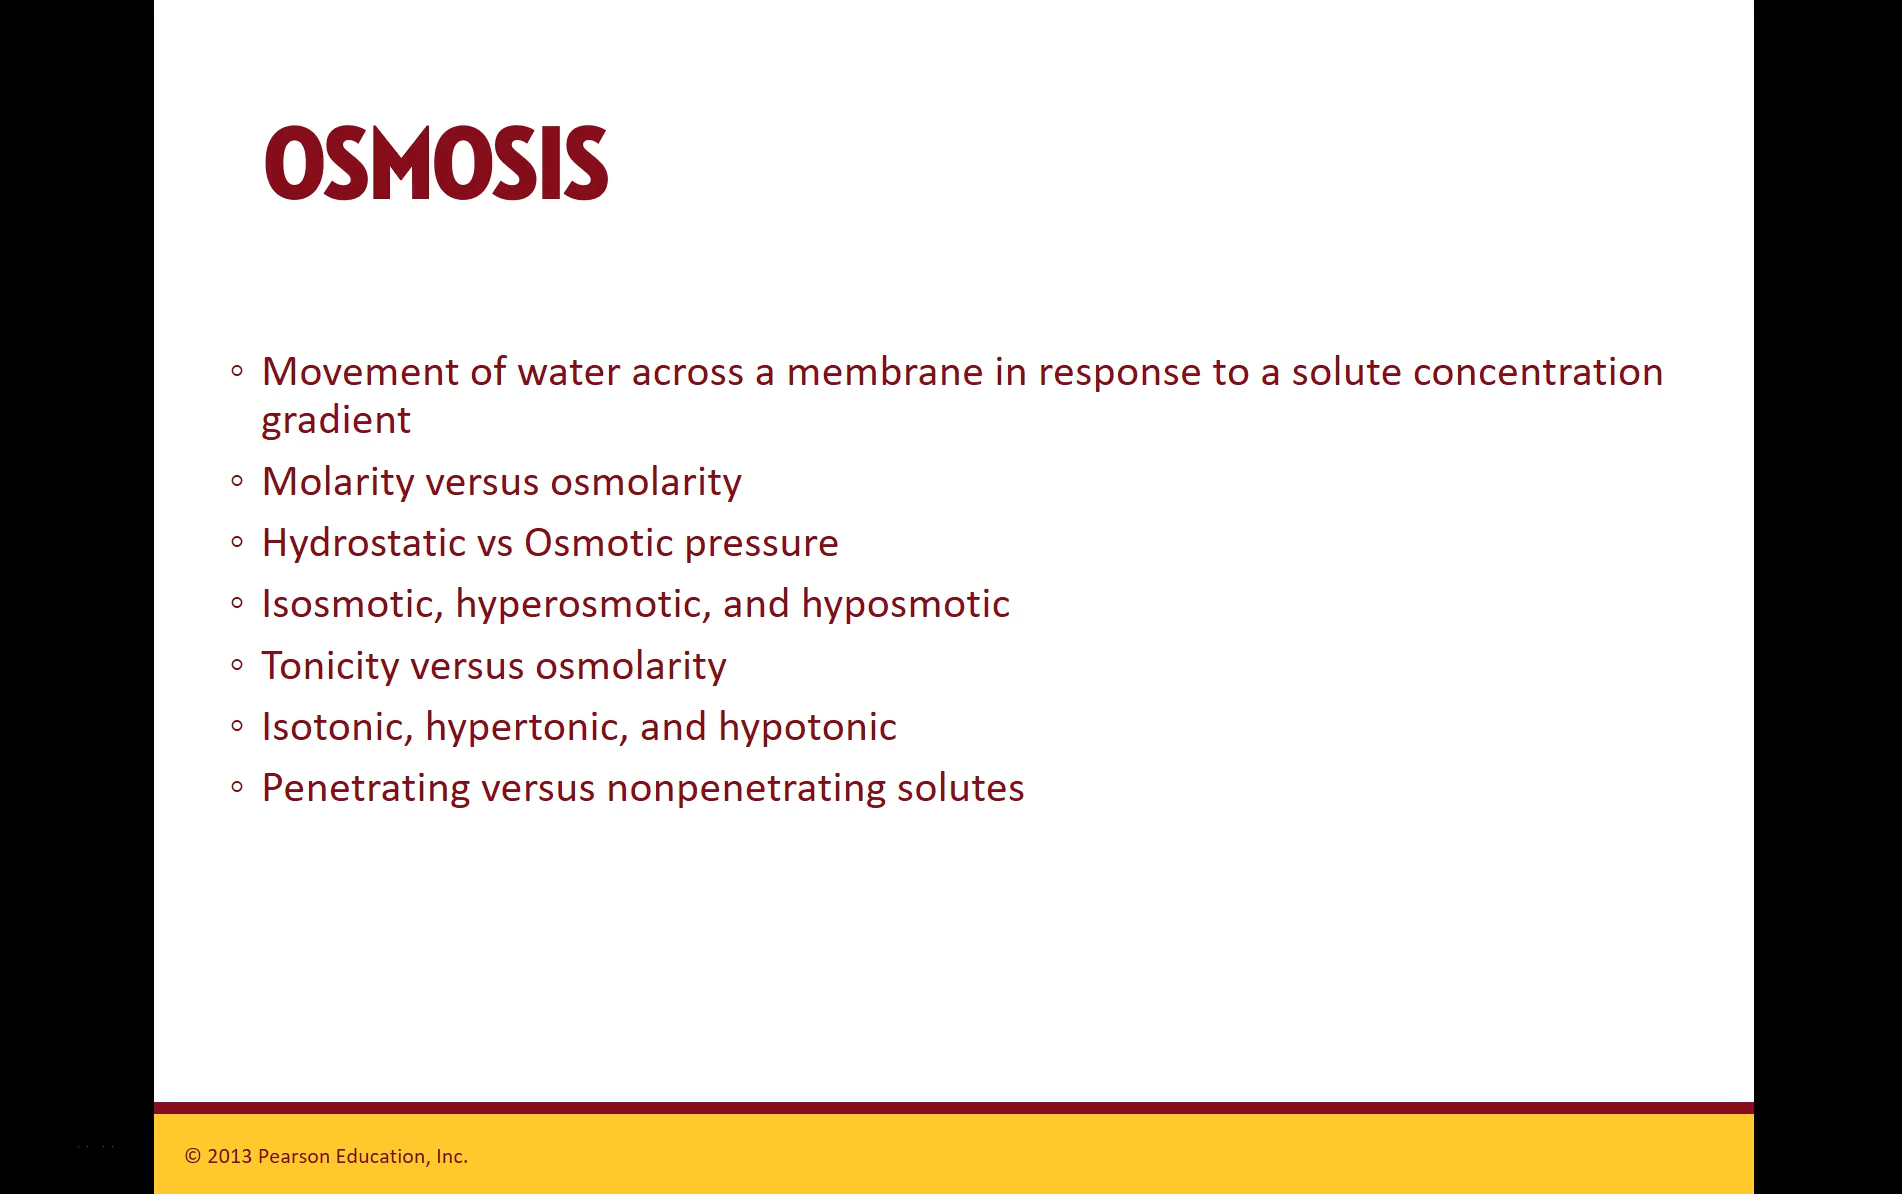 OSMOSIS
◦ Movement of water across a membrane in response to a solute concentration
gradient
◦ Molarity versus osmolarity
◦ Hydrostatic vs Osmotic pressure
◦ Isosmotic, hyperosmotic, and hyposmotic
◦ Tonicity versus osmolarity
◦ Isotonic, hypertonic, and hypotonic
◦ Penetrating versus nonpenetrating solutes
© 2013 Pearson Education, Inc.